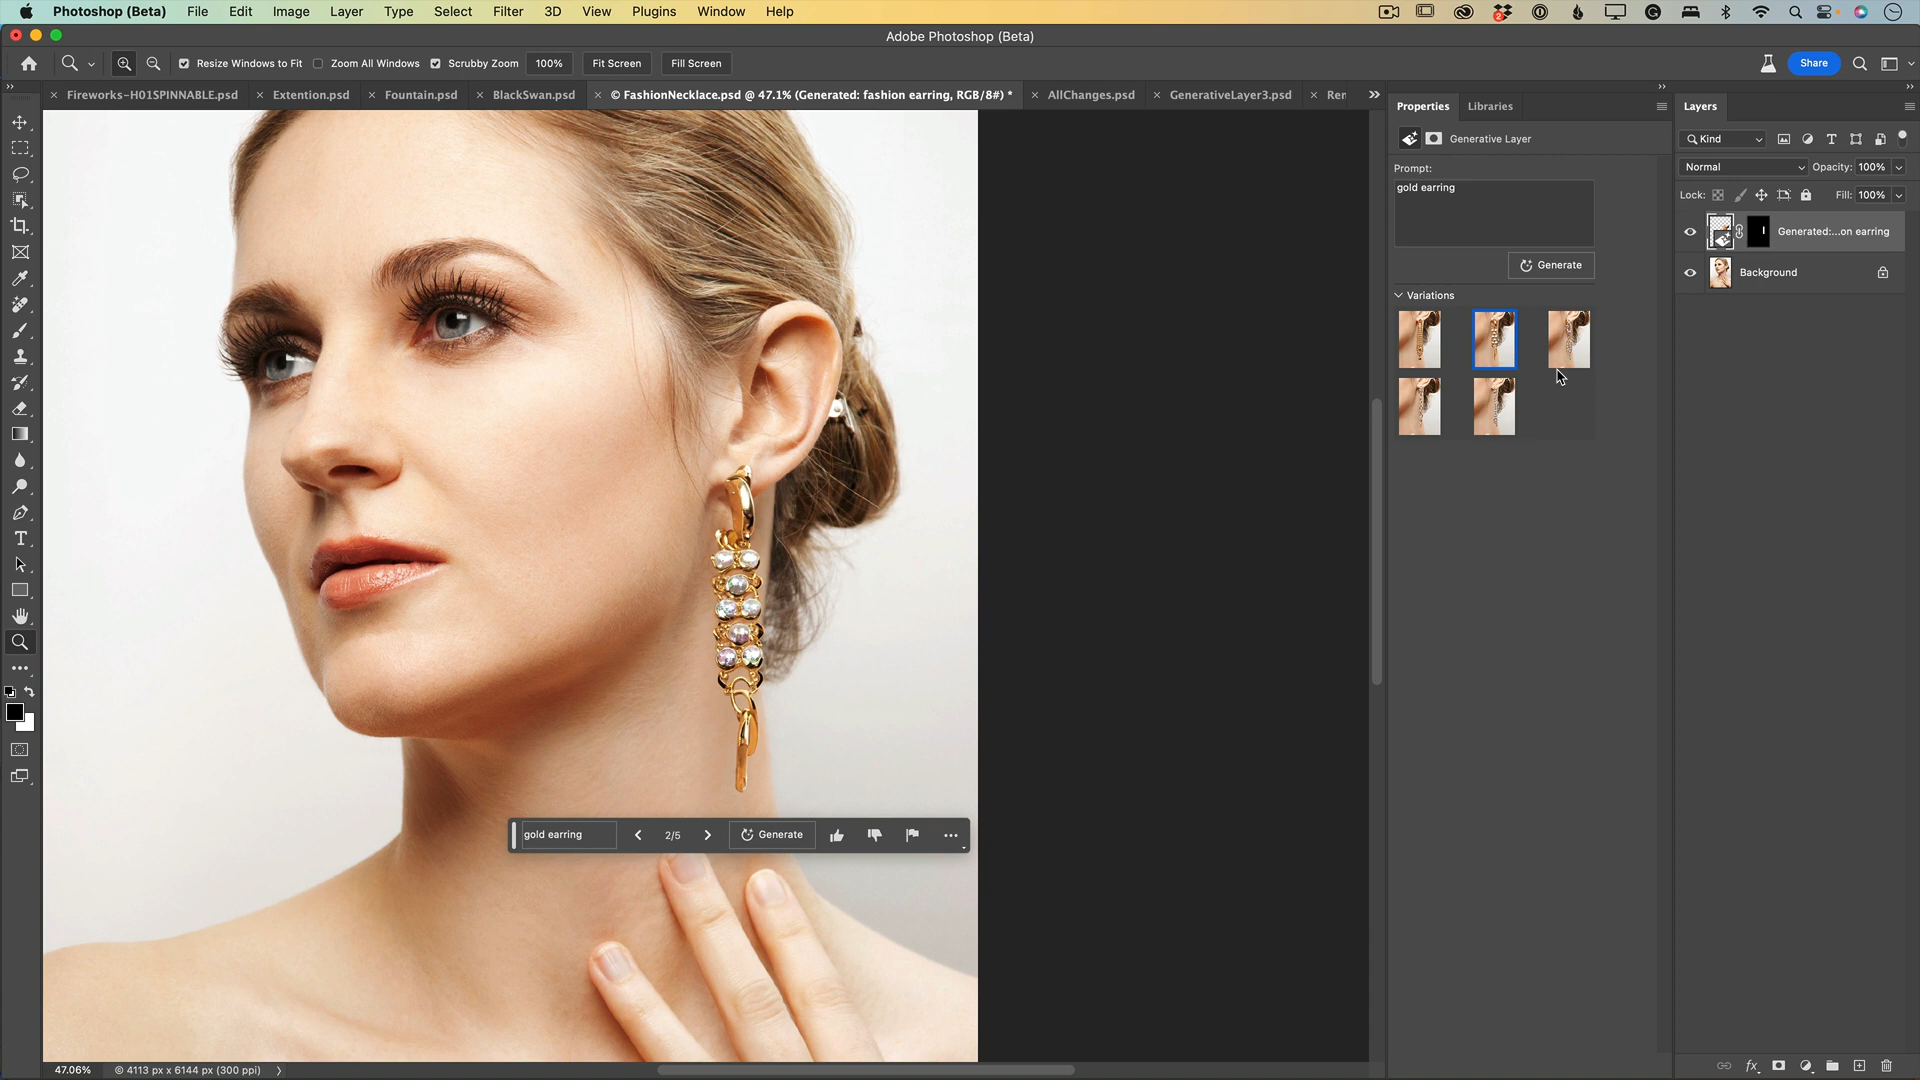 Photoshop (Beta) File Edit Image Layer Type Select Filter 3D View Plugins Window Help
Adobe Photoshop (Beta)
Resize Windows to Fit Zoom All Windows Scrubby Zoom 100% Fit Screen Fill Screen Share
Fireworks-H01SPINNABLE.psd Extention.psd Fountain.psd BlackSwan.psd © FashionNecklace.psd @ 47.1% (Generated: fashion earring, RGB/8#) * AllChanges.psd GenerativeLayer3.psd Ren
Properties Libraries
Layers
Generative Layer
Kind
Prompt:
gold earring
Normal Opacity: 100%
Lock: Fill: 100%
Generated:...on earring
Generate
Background
Variations
gold earring 2/5 Generate
47.06% © 4113 px x 6144 px (300 ppi)